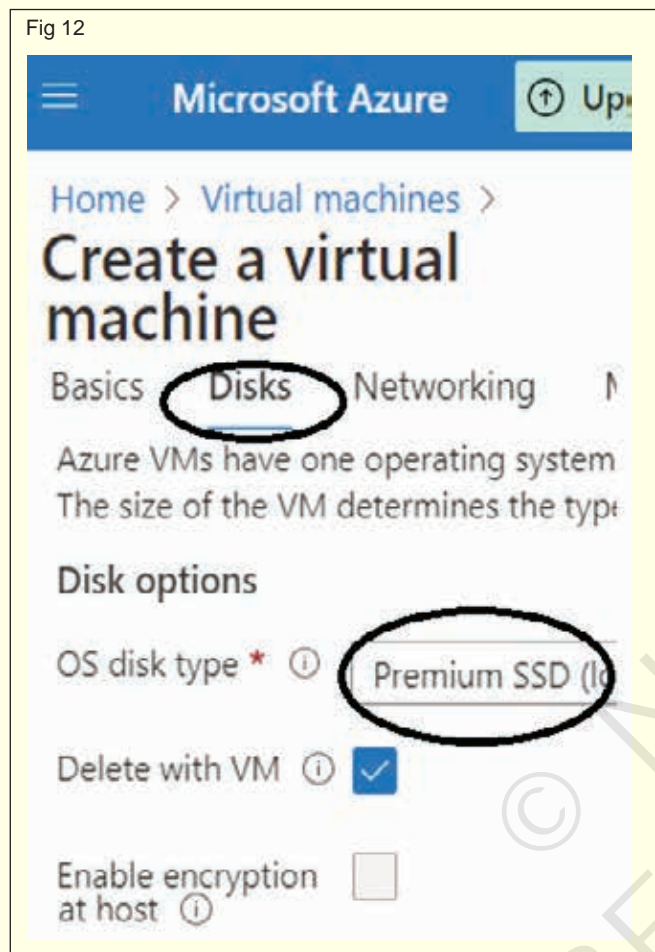 Fig 12
Microsoft Azure
Home > Virtual machines >
Create a virtual
machine
Basics Disks Networking
Azure VMs have one operating system
The size of the VM determines the
Disk options
OS disk type * Premium SSD
Delete with VM
Enable encryption
at host
©